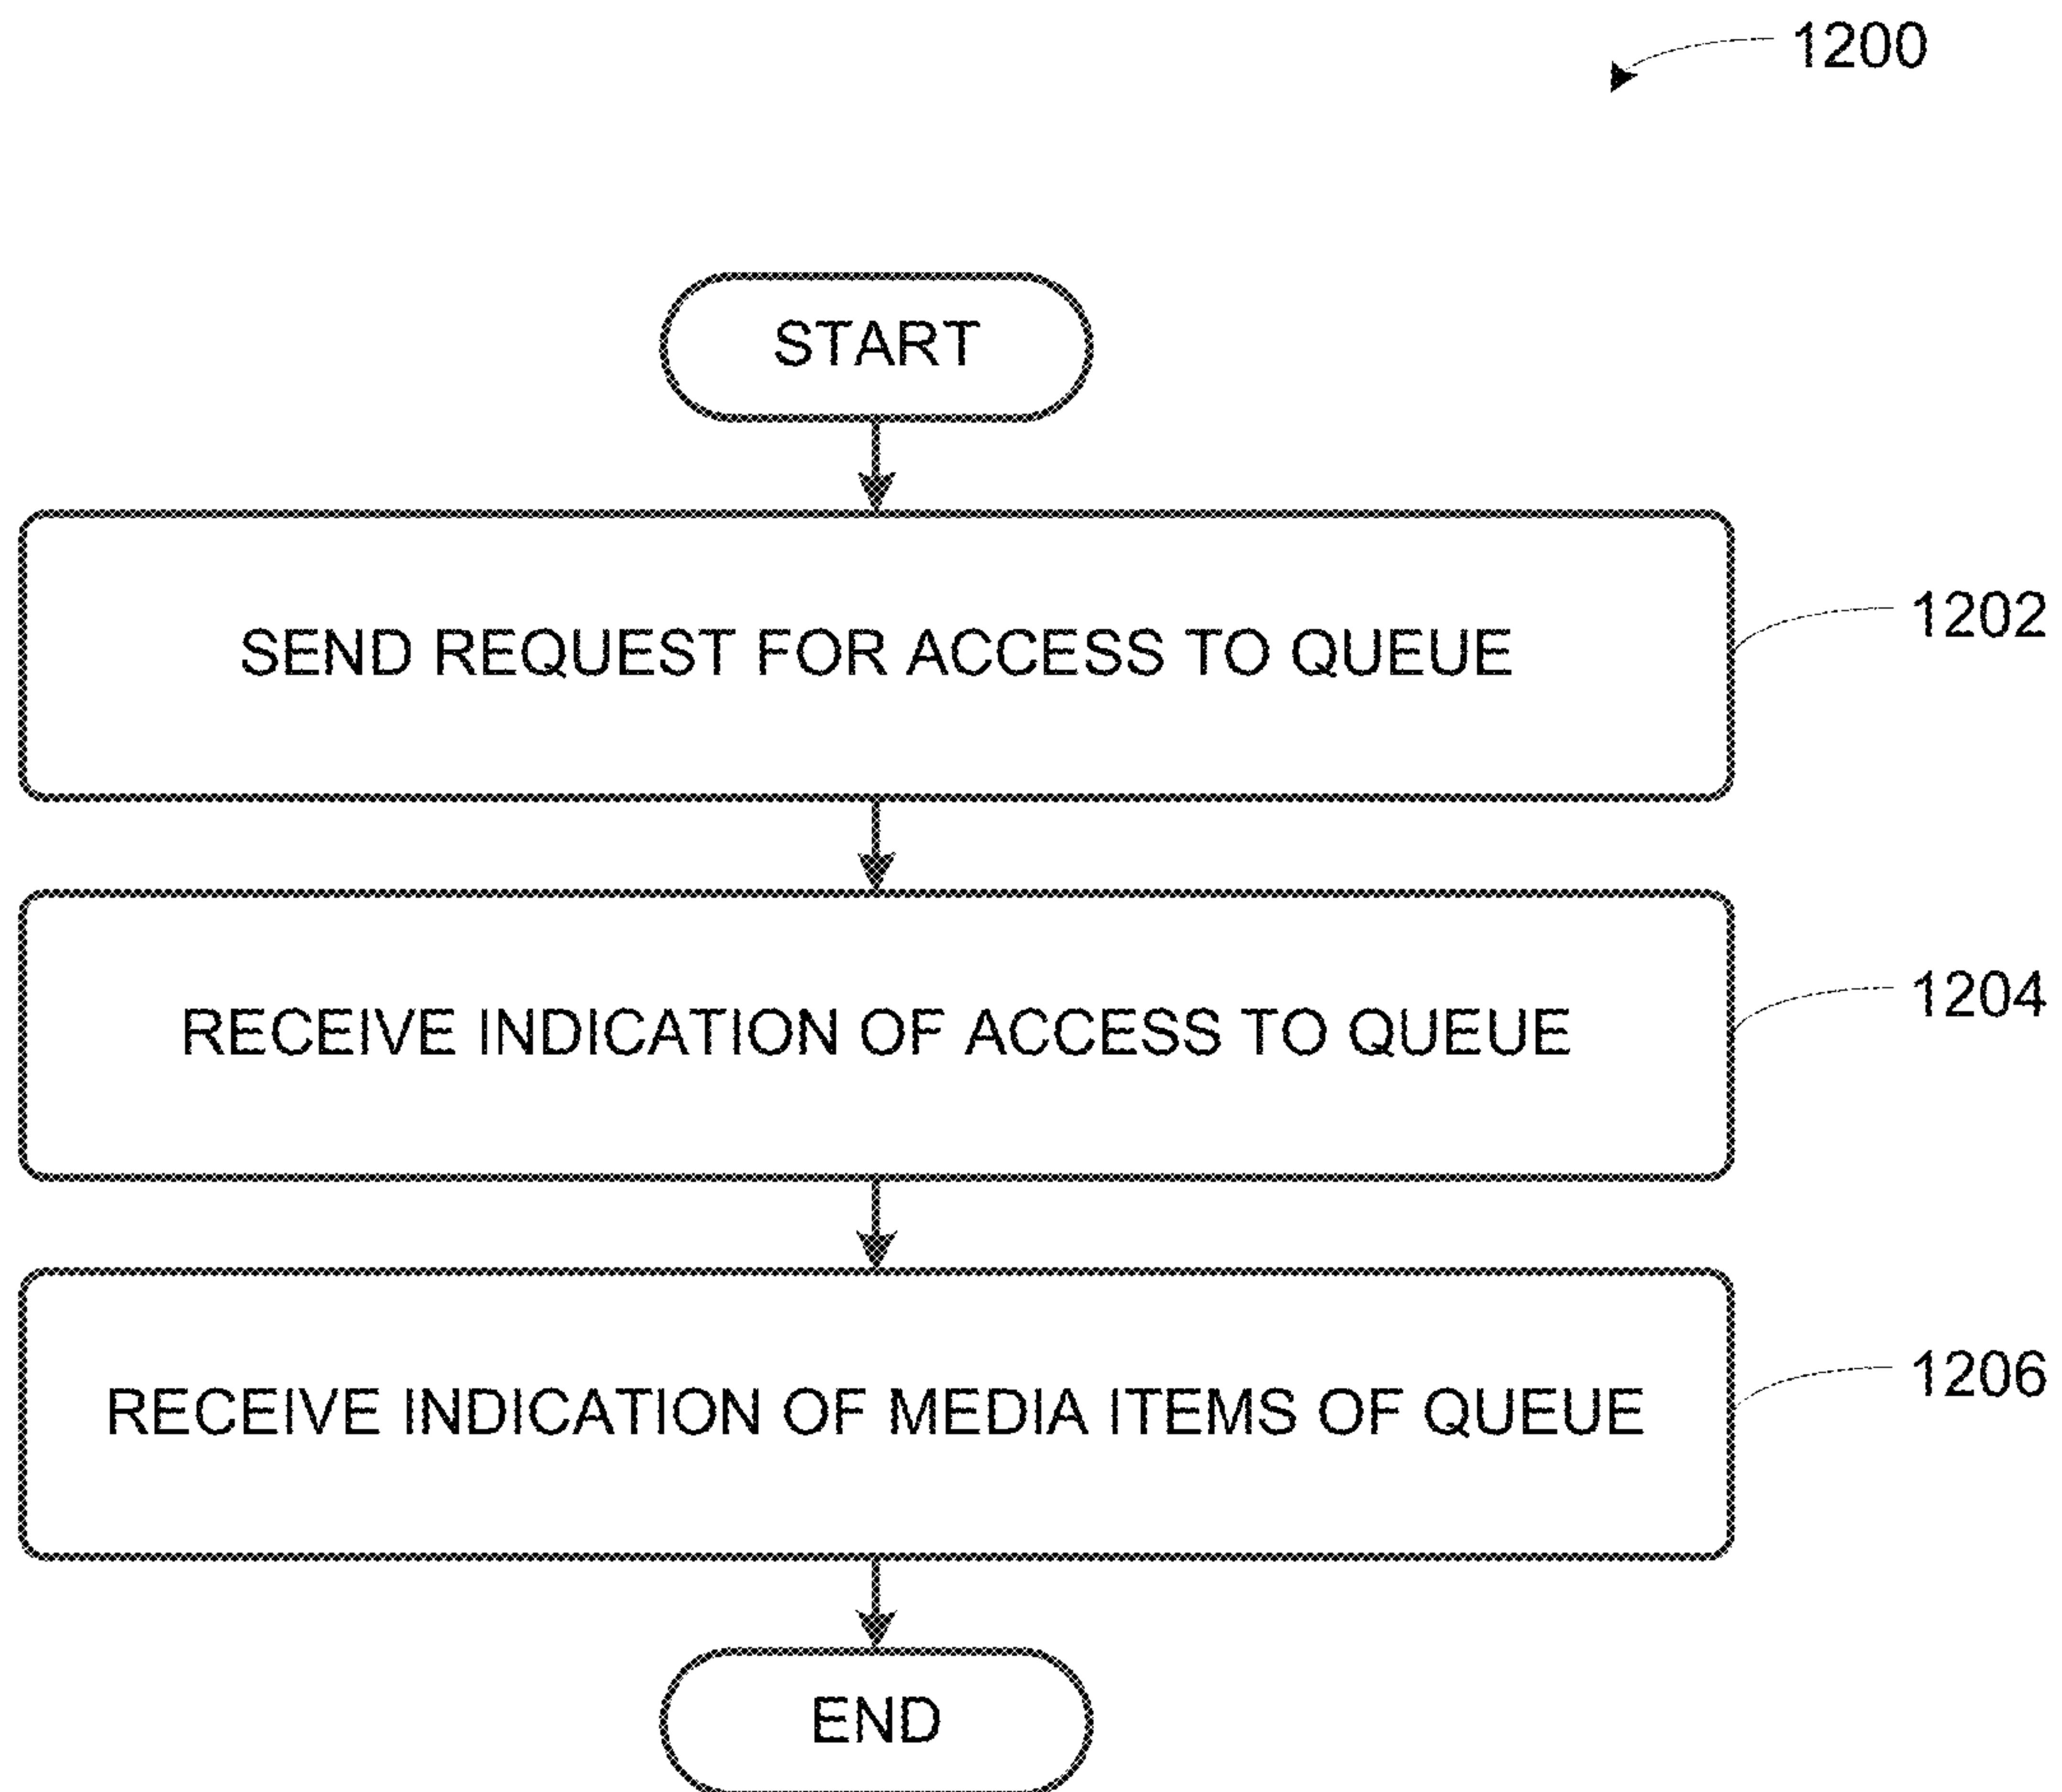 1200
START
SEND REQUEST FOR ACCESS TO QUEUE
1202
RECEIVE INDICATION OF ACCESS TO QUEUE
1204
RECEIVE INDICATION OF MEDIA ITEMS OF QUEUE
1206
END